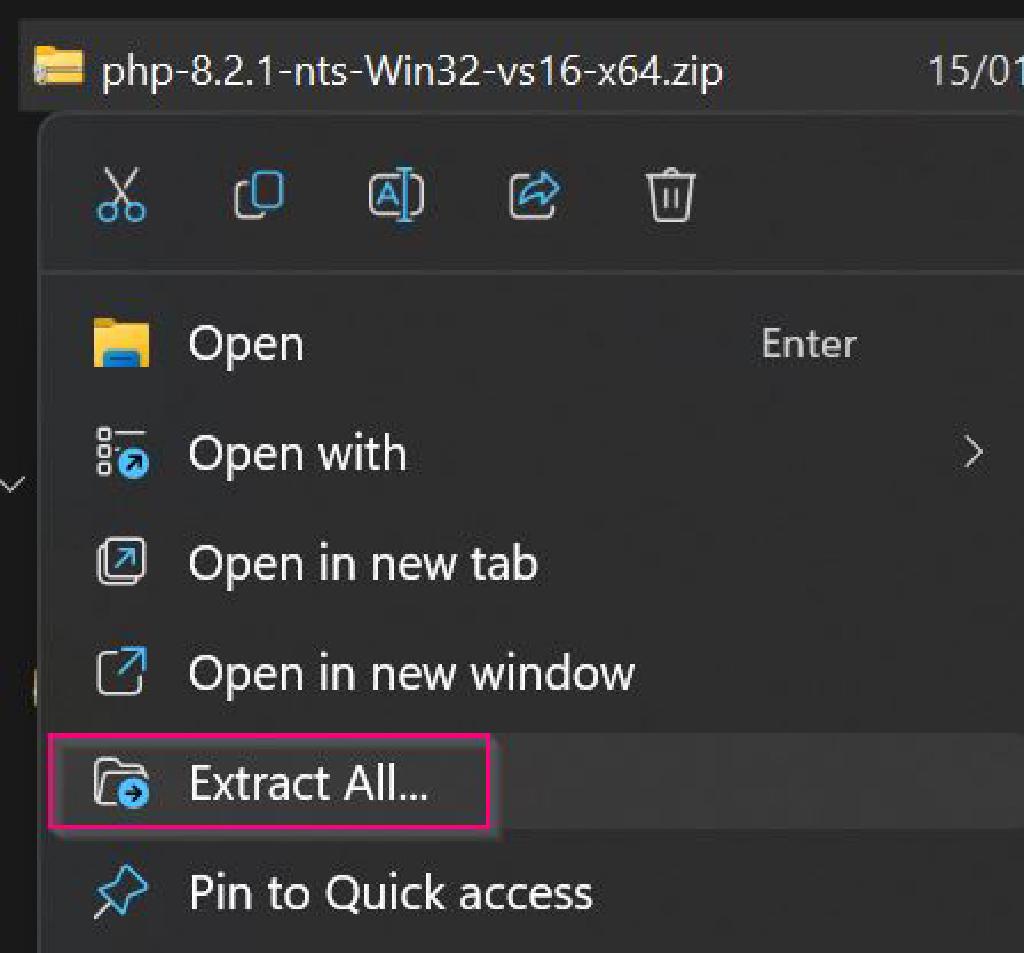 php-8.2.1-nts-Win32-vs16-x64.zip 15/01
Open Enter
Open with
Open in new tab
Open in new window
Extract All...
Pin to Quick access